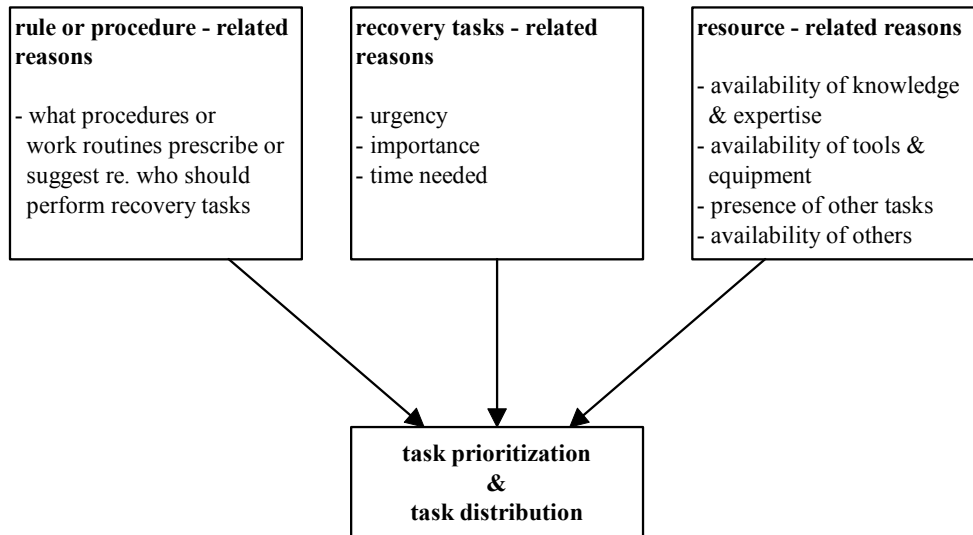 rule or procedure - related
reasons
- what procedures or
work routines prescribe or
suggest re. who should
perform recovery tasks
recovery tasks - related
reasons
- urgency
- importance
- time needed
resource - related reasons
- availability of knowledge
& expertise
- availability of tools &
equipment
- presence of other tasks
- availability of others
task prioritization
&
task distribution